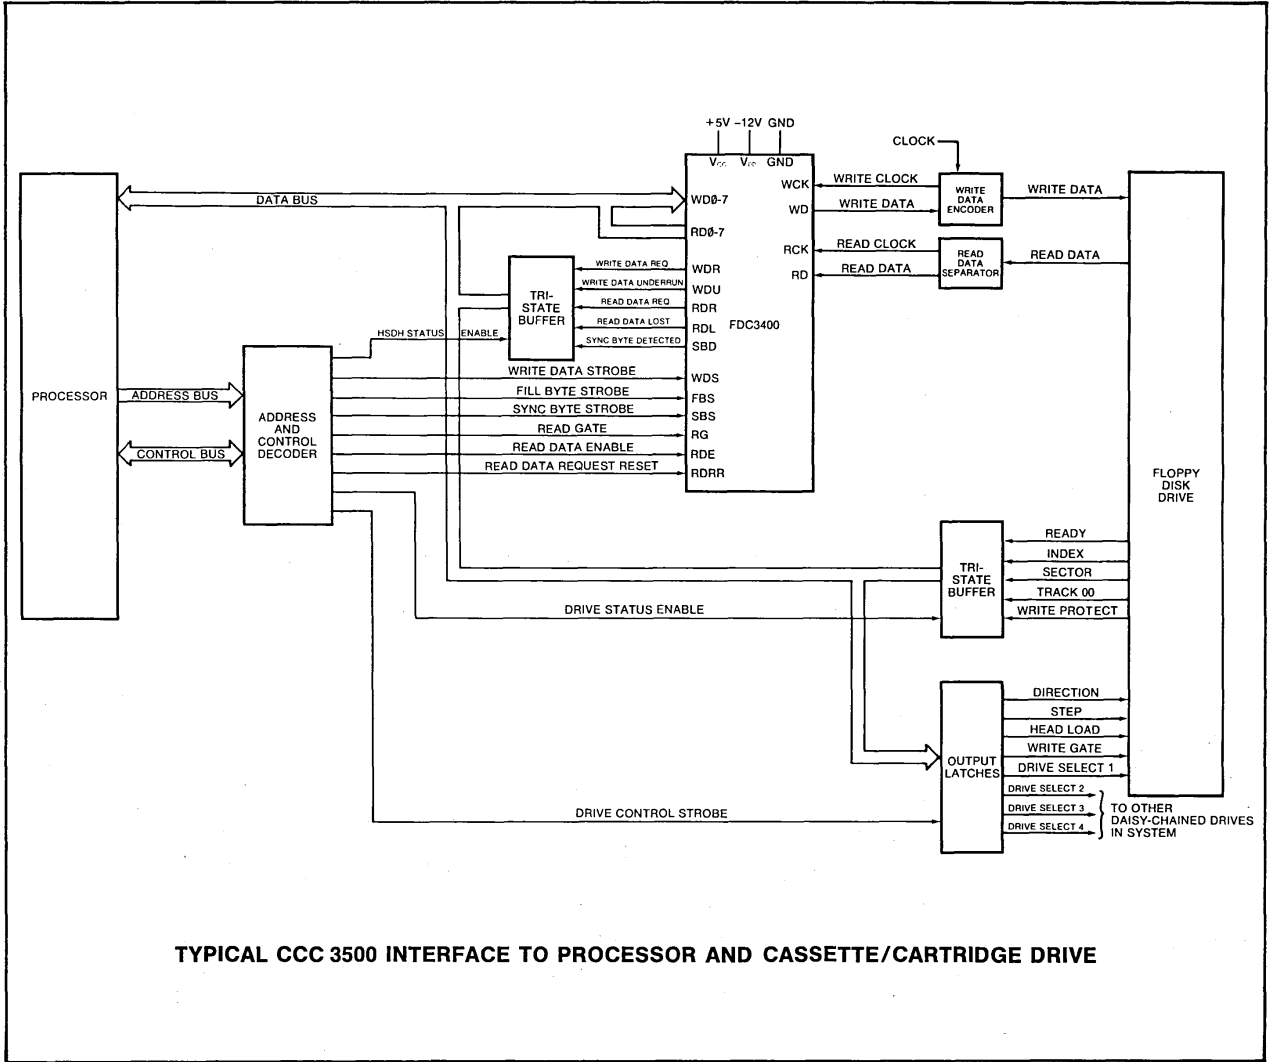 +5V -12V GND
VCC GND
CLOCK
WCK
WRITE CLOCK
WRITE
DATA
ENCODER
WRITE DATA
WD0-7
DATA BUS
WD
WRITE DATA
RD0-7
RCK
READ CLOCK
READ
DATA
SEPARATOR
READ DATA
WRITE DATA REQ
WDR
RD
READ DATA
WRITE DATA UNDERRUN
WDU
TRI-
STATE
BUFFER
READ DATA REQ
RDR
READ DATA LOST
RDL
FDC3400
HSDH STATUS ENABLE
SYNC BYTE DETECTED
SBD
WRITE DATA STROBE
WDS
PROCESSOR
ADDRESS BUS
FILL BYTE STROBE
FBS
ADDRESS
AND
CONTROL
DECODER
SYNC BYTE STROBE
SBS
READ GATE
RG
CONTROL BUS
READ DATA ENABLE
RDE
READ DATA REQUEST RESET
RDRR
FLOPPY
DISK
DRIVE
READY
INDEX
TRI-
STATE
BUFFER
SECTOR
TRACK 00
WRITE PROTECT
DRIVE STATUS ENABLE
DIRECTION
STEP
HEAD LOAD
WRITE GATE
OUTPUT
LATCHES
DRIVE SELECT 1
DRIVE SELECT 2
DRIVE SELECT 3
DRIVE SELECT 4
TO OTHER
DAISY-CHAINED DRIVES
IN SYSTEM
DRIVE CONTROL STROBE
TYPICAL CCC 3500 INTERFACE TO PROCESSOR AND CASSETTE/CARTRIDGE DRIVE